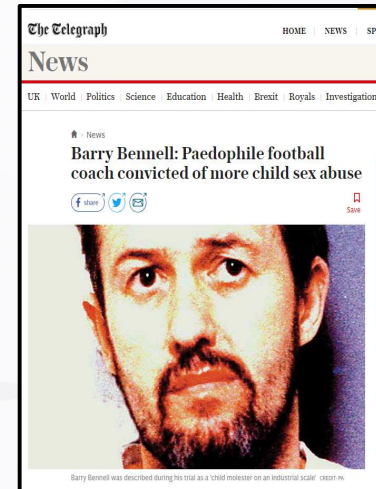 The Telegraph
HOME NEWS SP
News
UK World Politics Science Education Health Brexit Royals Investigation
News
Barry Bennell: Paedophile football
coach convicted of more child sex abuse
share
Save
Barry Bennell was described during his trial as a 'child molester on an industrial scale' CREDIT: PA